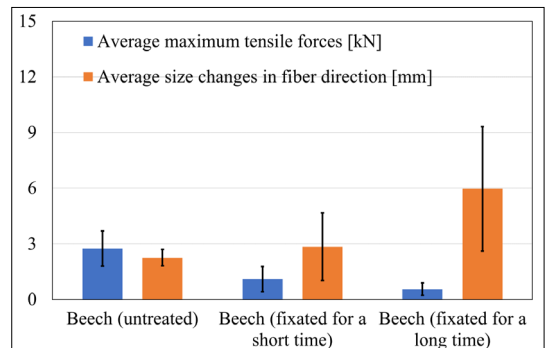 15
Average maximum tensile forces [kN]
12
Average size changes in fiber direction [mm]
9
6
3
0
Beech (untreated)
Beech (fixated for a
short time)
Beech (fixated for a
long time)